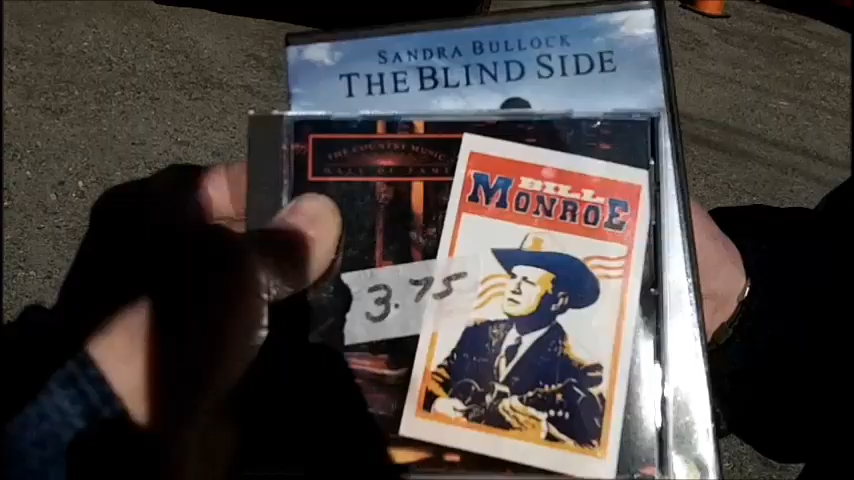 SANDRA BULLOCK
THE BLIND SIDE
THE COUNTRY MUSIC
HALL OF FAME
BILL
MONROE
3.75